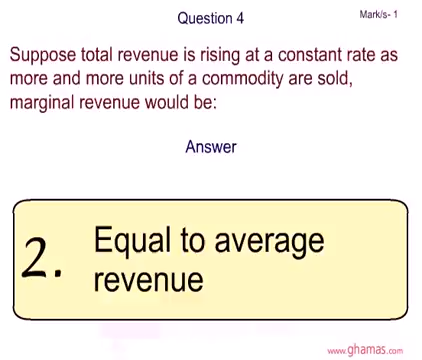 Question 4
Mark/s- 1
Suppose total revenue is rising at a constant rate as
more and more units of a commodity are sold,
marginal revenue would be:
Answer
2. Equal to average
revenue
www.ghamas.com